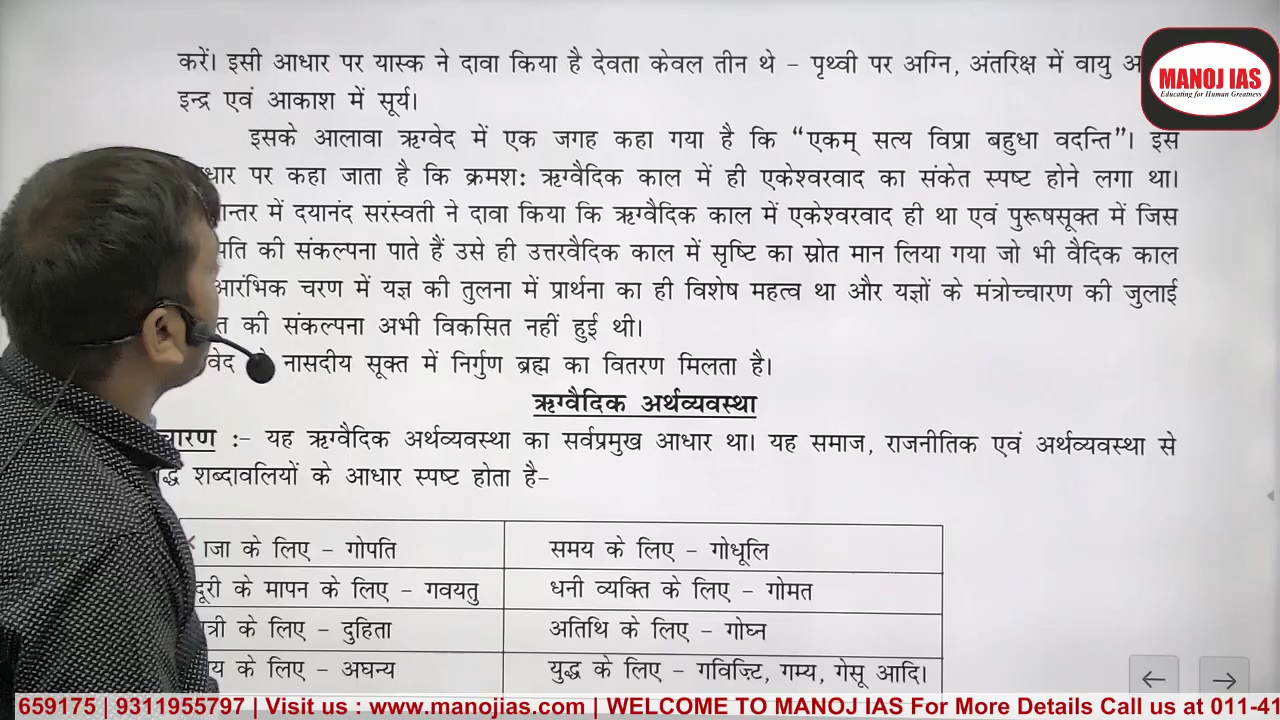 करें। इसी आधार पर यास्क ने दावा किया है देवता केवल तीन थे – पृथ्वी पर अग्नि, अंतरिक्ष में वायु
इन्द्र एवं आकाश में सूर्य।
MANOJ IAS
Educating for Human Greatness
इसके आलावा ऋग्वेद में एक जगह कहा गया है कि “एकम् सत्य विप्रा बहुधा वदन्ति”। इस
पर कहा जाता है कि क्रमश: ऋग्वैदिक काल में ही एकेश्वरवाद का संकेत स्पष्ट होने लगा था।
में दयानंद सरंस्वती ने दावा किया कि ऋग्वैदिक काल में एकेश्वरवाद ही था एवं पुरूषसूक्त में जिस
की संकल्पना पाते हैं उसे ही उत्तरवैदिक काल में सृष्टि का स्रोत मान लिया गया जो भी वैदिक काल
आरंभिक चरण में यज्ञ की तुलना में प्रार्थना का ही विशेष महत्व था और यज्ञों के मंत्रोच्चारण की जुलाई
की संकल्पना अभी विकसित नहीं हुई थी।
नासदीय सूक्त में निर्गुण ब्रह्म का वितरण मिलता है।
ऋग्वैदिक अर्थव्यवस्था
:– यह ऋग्वैदिक अर्थव्यवस्था का सर्वप्रमुख आधार था। यह समाज, राजनीतिक एवं अर्थव्यवस्था से
शब्दावलियों के आधार स्पष्ट होता है–
के लिए – गोपति
समय के लिए – गोधूलि
दूरी के मापन के लिए – गवयतु
धनी व्यक्ति के लिए – गोमत
के लिए – दुहिता
अतिथि के लिए – गोघ्न
के लिए – अघन्य
युद्ध के लिए – गविज्टि, गम्य, गेसू आदि।
659175 | 9311955797 | Visit us : www.manojias.com | WELCOME TO MANOJ IAS For More Details Call us at 011-41